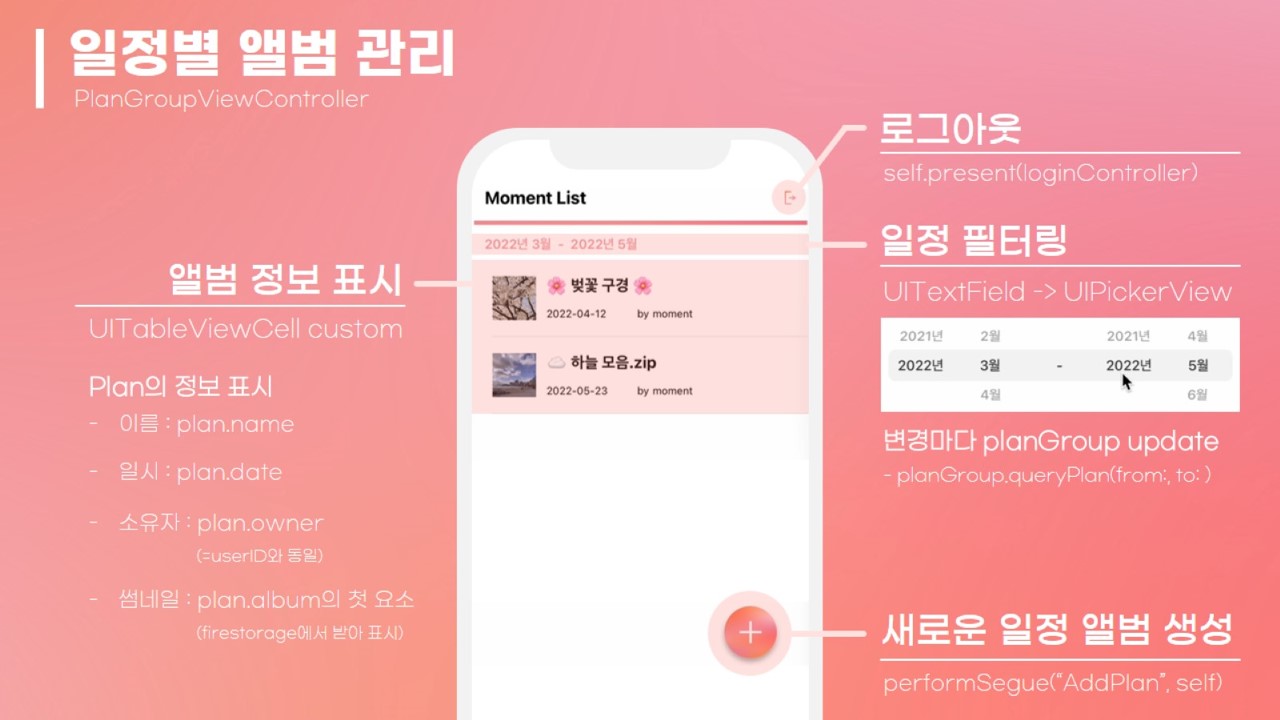 일정별 앨범 관리
PlanGroupViewController
앨범 정보 표시
UITableViewCell custom
Plan의 정보 표시
- 이름 : plan.name
- 일시 : plan.date
- 소유자 : plan.owner
(=userID와 동일)
- 썸네일 : plan.album의 첫 요소
(firestorage에서 받아 표시)
Moment List
2022년 3월 - 2022년 5월
🌸 벚꽃 구경 🌸
2022-04-12 by moment
☁️ 하늘 모음.zip
2022-05-23 by moment
로그아웃
self.present(loginController)
일정 필터링
UITextField -> UIPickerView
2021년 2월 2021년 4월
2022년 3월 - 2022년 5월
4월 6월
변경마다 planGroup update
- planGroup.queryPlan(from:, to: )
새로운 일정 앨범 생성
performSegue(“AddPlan”, self)